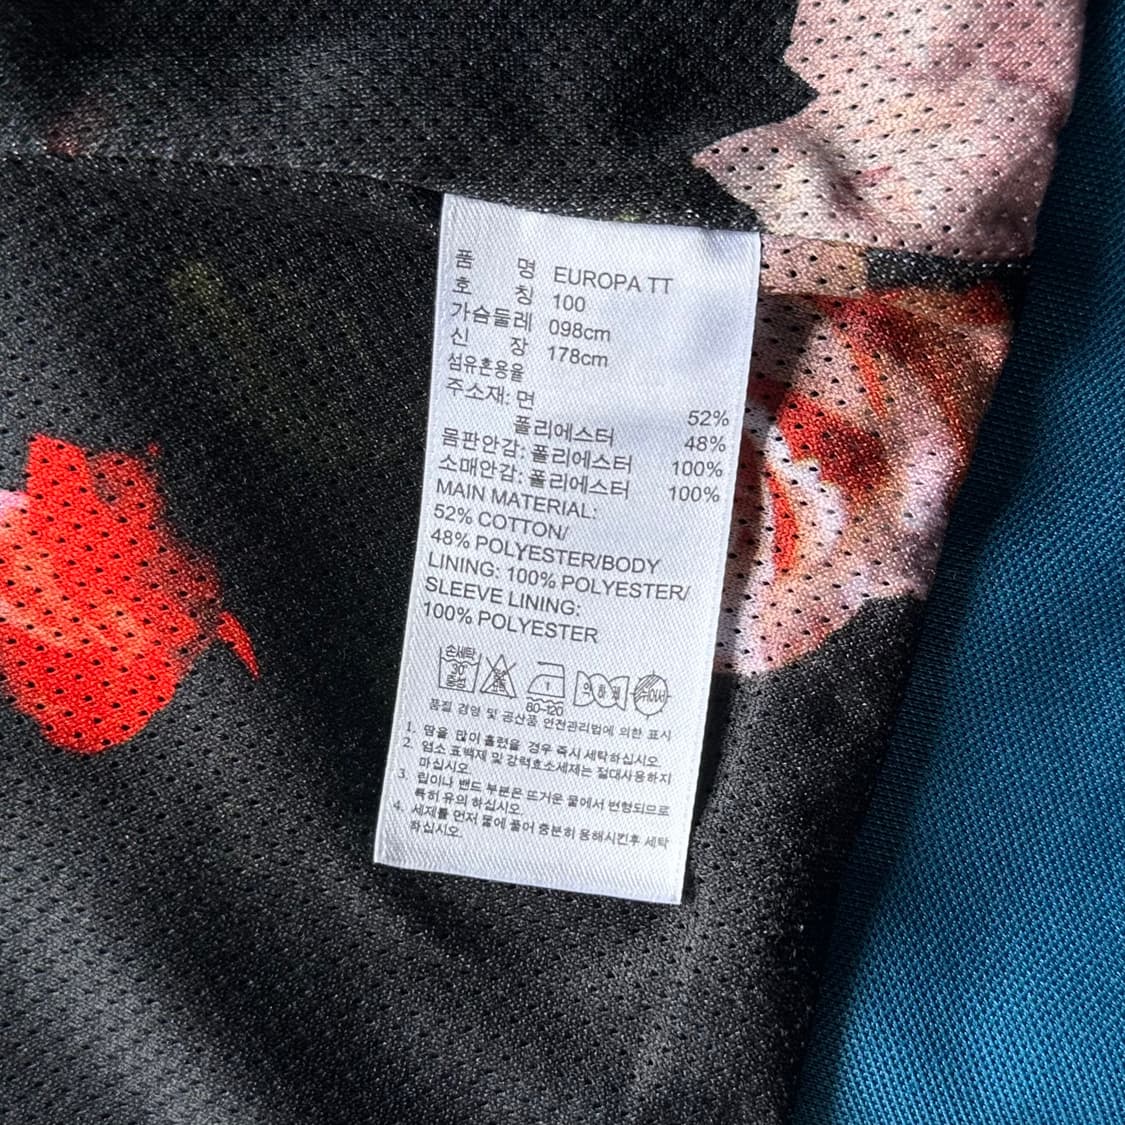 품 명 EUROPA TT
호 칭 100
가슴둘레 098cm
신 장 178cm
섬유혼용율
주소재: 면 52%
폴리에스터 48%
몸판안감: 폴리에스터 100%
소매안감: 폴리에스터 100%
MAIN MATERIAL:
52% COTTON/
48% POLYESTER/BODY
LINING: 100% POLYESTER/
SLEEVE LINING:
100% POLYESTER
손세탁
30
중성
1
80-120
품질 경영 및 공산품 안전관리법에 의한 표시
1. 땀을 많이 흘렸을 경우 즉시 세탁하십시오.
2. 염소 표백제 및 강력효소세제는 절대사용하지
마십시오.
3. 립이나 밴드 부분은 뜨거운 물에서 변형되므로
특히 유의 하십시오.
4. 세제를 먼저 물에 풀어 충분히 용해시킨후 세탁
하십시오.